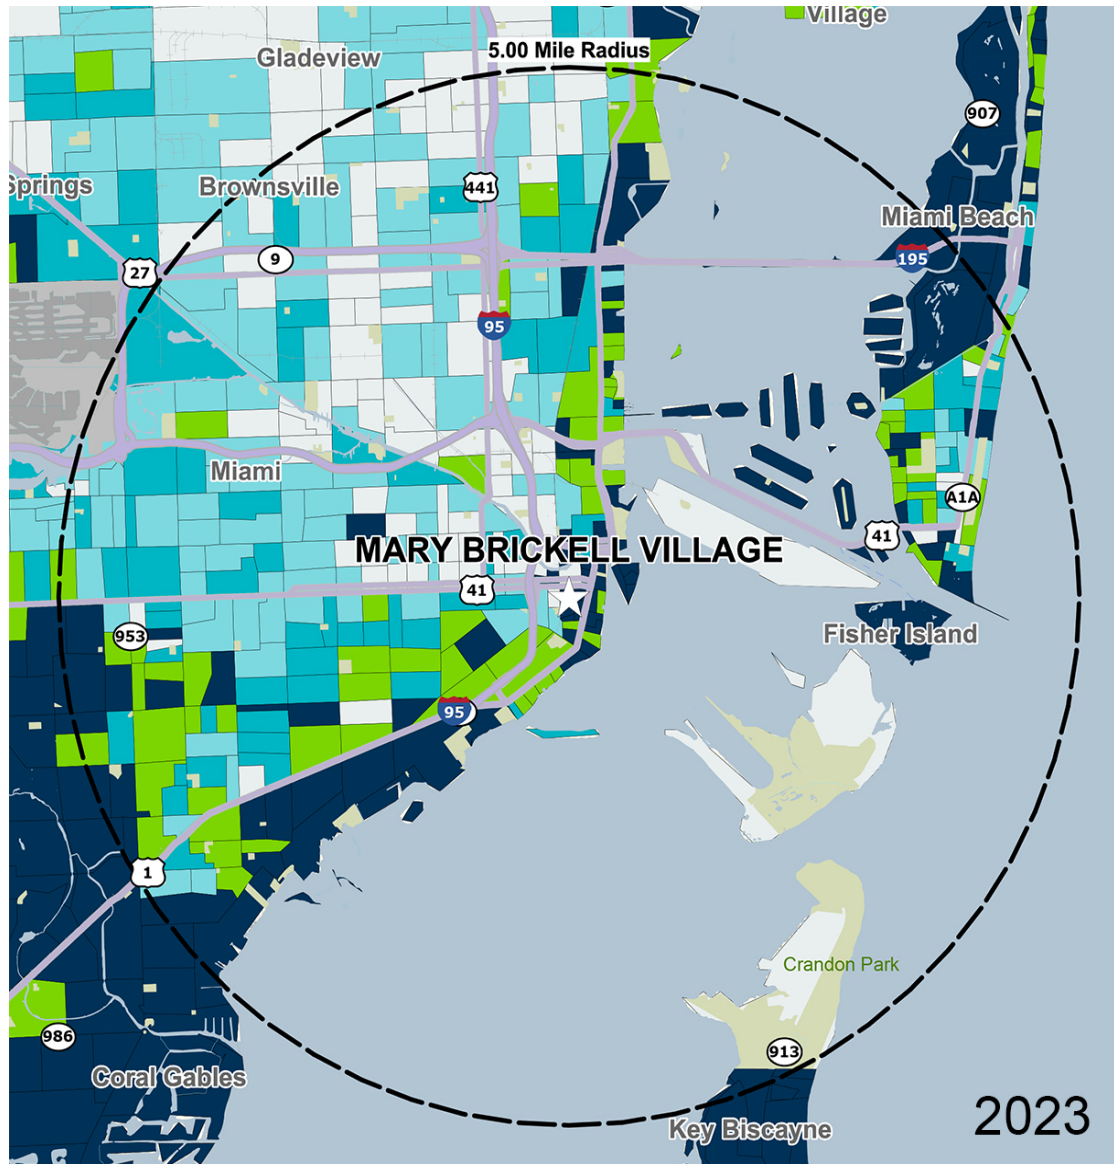 Village
5.00 Mile Radius
Gladeview
907
Springs
Brownsville
441
Miami Beach
9
195
27
95
Miami
A1A
41
MARY BRICKELL VILLAGE
41
953
Fisher Island
95
1
Crandon Park
986
913
Coral Gables
2023
Key Biscayne